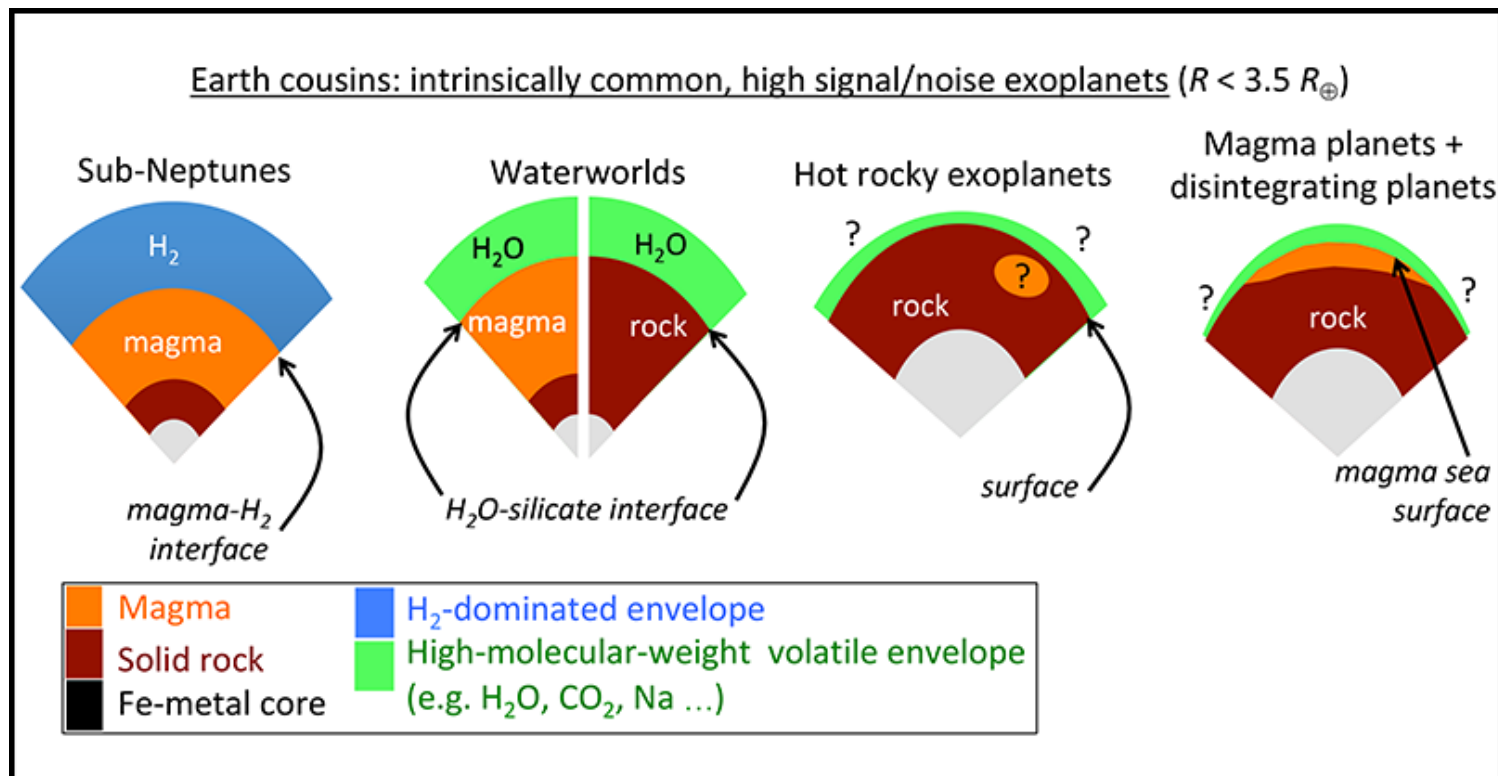 Earth cousins: intrinsically common, high signal/noise exoplanets (R < 3.5 R⊕)
Sub-Neptunes
Waterworlds
Hot rocky exoplanets
Magma planets +
disintegrating planets
H₂
magma
magma-H₂
interface
H₂O
H₂O
magma
rock
H₂O-silicate interface
?
?
?
rock
surface
?
?
rock
magma sea
surface
Magma
Solid rock
Fe-metal core
H₂-dominated envelope
High-molecular-weight volatile envelope
(e.g. H₂O, CO₂, Na ...)